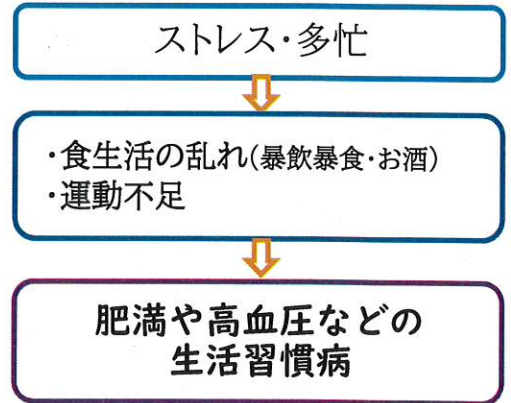 ストレス・多忙
・食生活の乱れ(暴飲暴食・お酒)
・運動不足
肥満や高血圧などの
生活習慣病